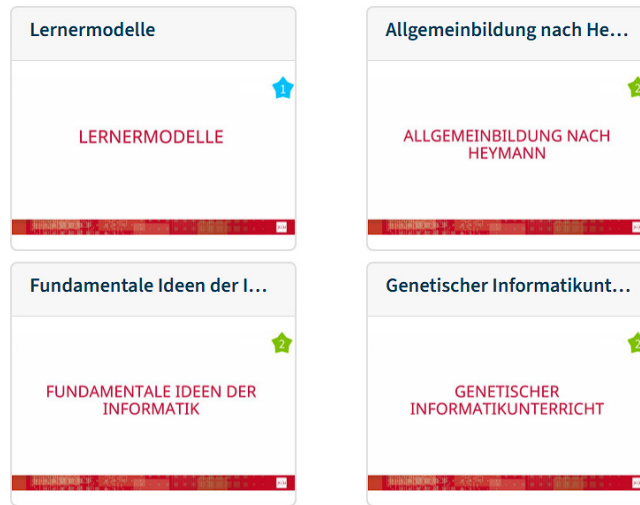 Lernermodelle
1
LERNERMODELLE
Allgemeinbildung nach He...
2
ALLGEMEINBILDUNG NACH
HEYMANN
Fundamentale Ideen der I...
2
FUNDAMENTALE IDEEN DER
INFORMATIK
Genetischer Informatikunt...
2
GENETISCHER
INFORMATIKUNTERRICHT